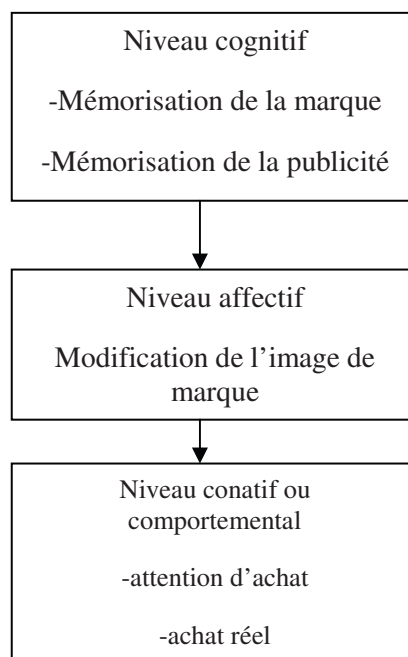 Niveau cognitif
-Mémorisation de la marque
-Mémorisation de la publicité
Niveau affectif
Modification de l’image de
marque
Niveau conatif ou
comportemental
-attention d’achat
-achat réel